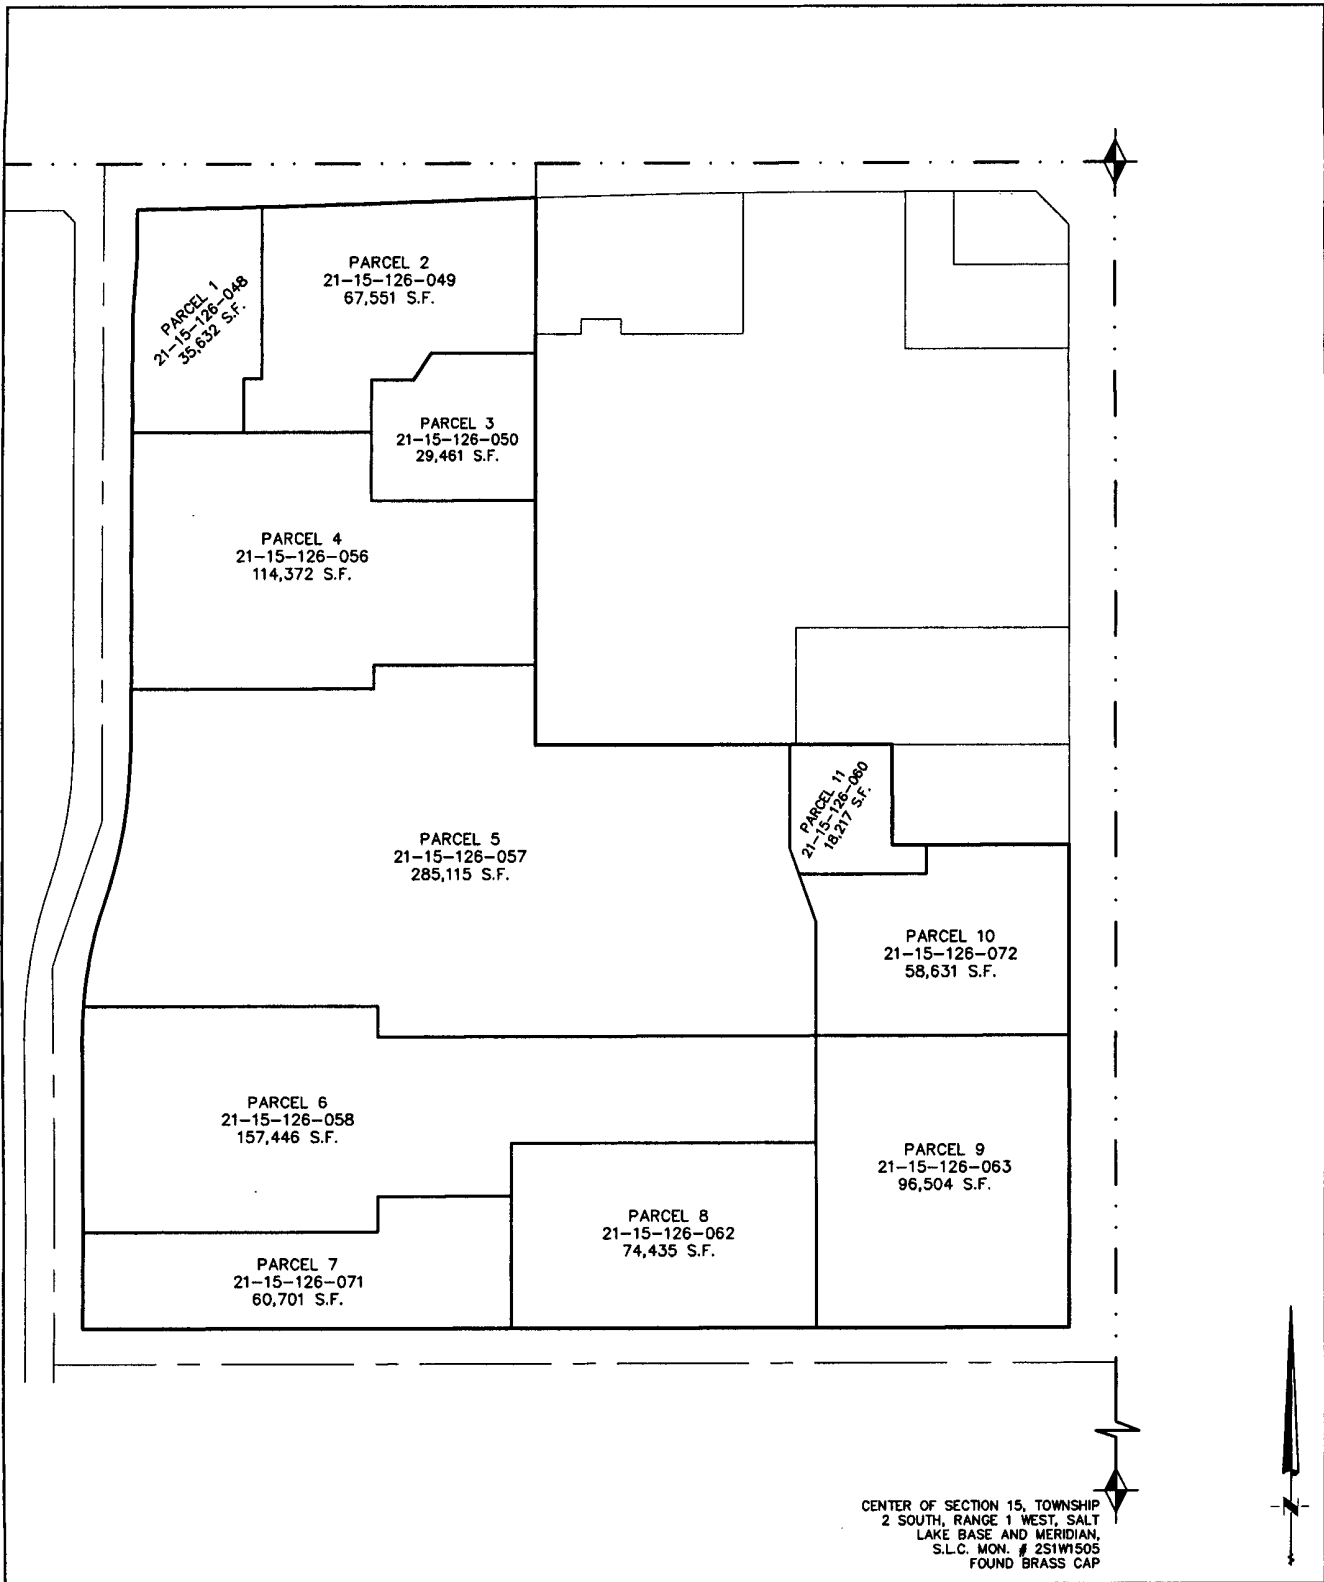 PARCEL 1
21-15-126-048
35,632 S.F.
PARCEL 2
21-15-126-049
67,551 S.F.
PARCEL 3
21-15-126-050
29,461 S.F.
PARCEL 4
21-15-126-056
114,372 S.F.
PARCEL 5
21-15-126-057
285,115 S.F.
PARCEL 11
21-15-126-060
18,217 S.F.
PARCEL 10
21-15-126-072
58,631 S.F.
PARCEL 6
21-15-126-058
157,446 S.F.
PARCEL 9
21-15-126-063
96,504 S.F.
PARCEL 8
21-15-126-062
74,435 S.F.
PARCEL 7
21-15-126-071
60,701 S.F.
CENTER OF SECTION 15, TOWNSHIP
2 SOUTH, RANGE 1 WEST, SALT
LAKE BASE AND MERIDIAN,
S.L.C. MON. # 2S1W1505
FOUND BRASS CAP
N